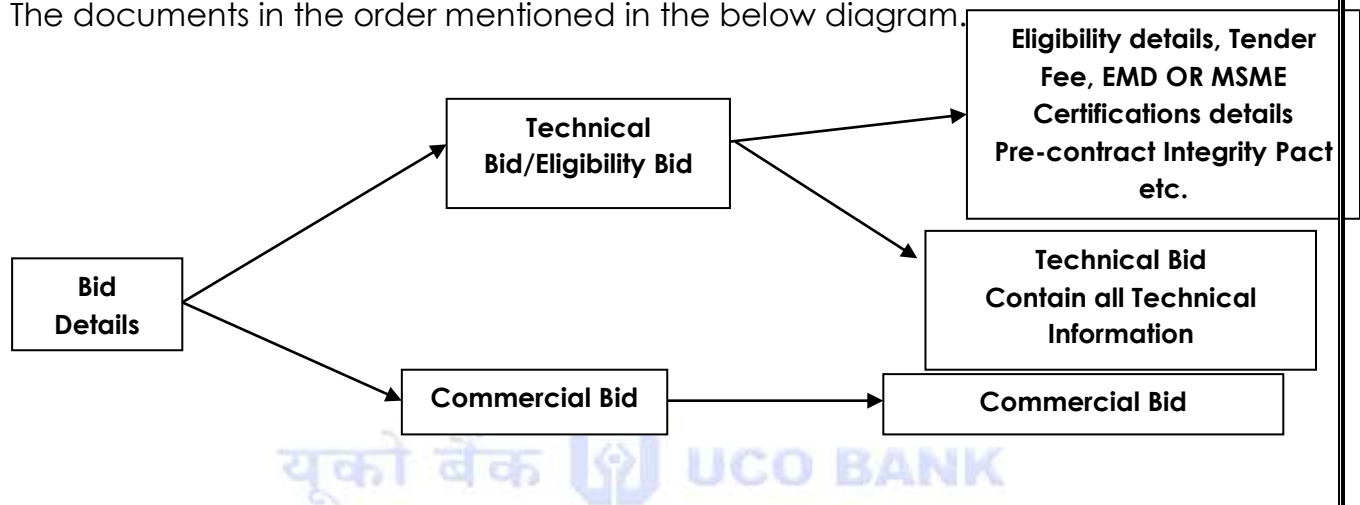 The documents in the order mentioned in the below diagram.
Eligibility details, Tender
Fee, EMD OR MSME
Certifications details
Pre-contract Integrity Pact
etc.
Technical
Bid/Eligibility Bid
Technical Bid
Contain all Technical
Information
Bid
Details
Commercial Bid
Commercial Bid
यूको बैंक UCO BANK